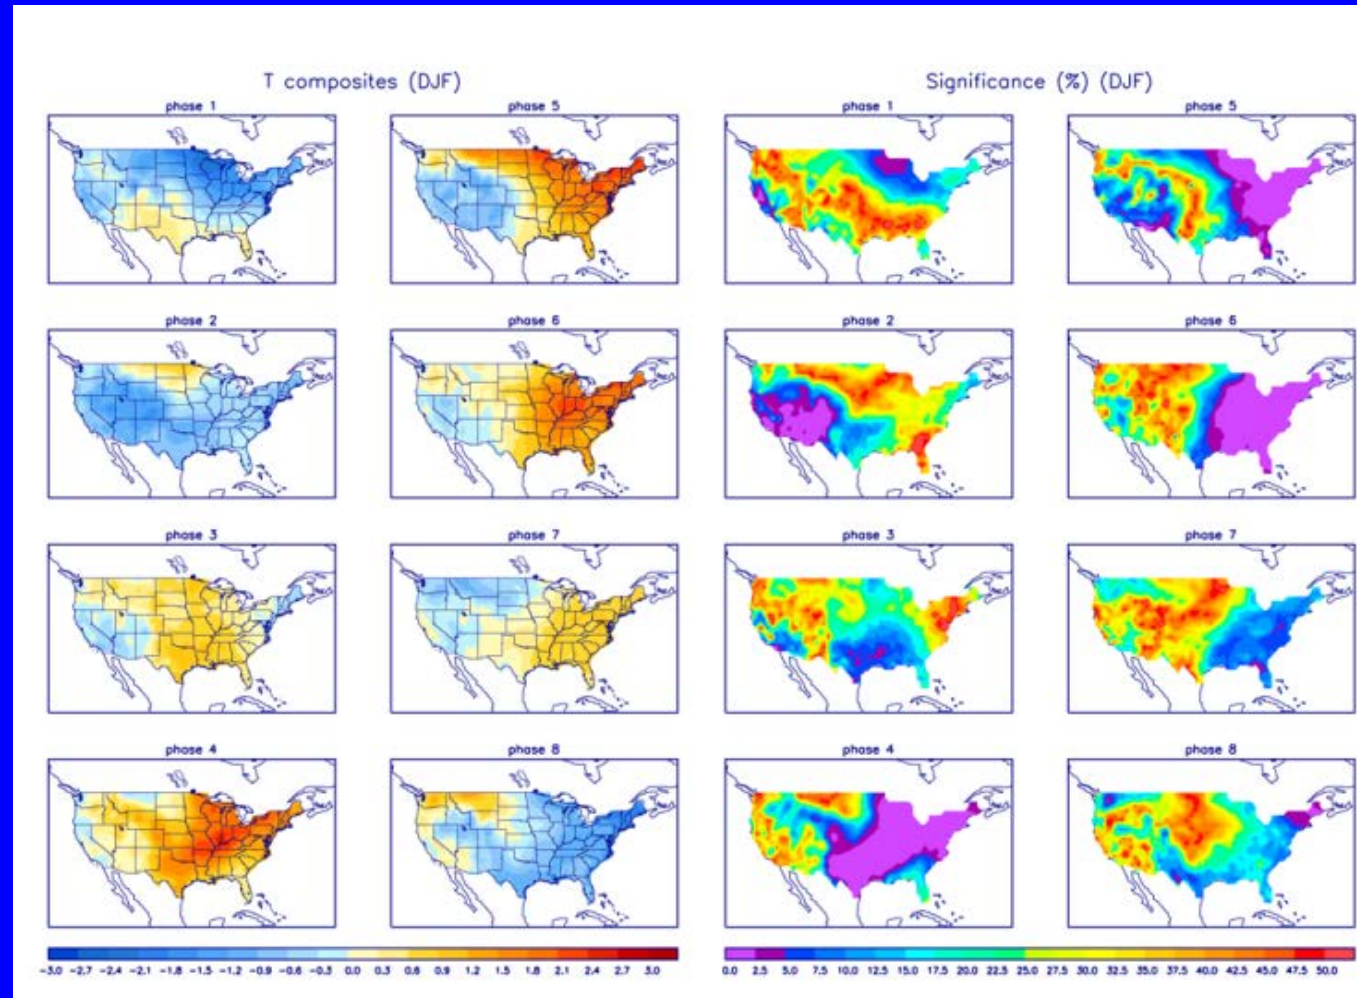 T composites (DJF)
Significance (%) (DJF)
phase 1
phase 5
phase 1
phase 5
phase 2
phase 6
phase 2
phase 6
phase 3
phase 7
phase 3
phase 7
phase 4
phase 8
phase 4
phase 8
-3.0 -2.7 -2.4 -2.1 -1.8 -1.5 -1.2 -0.9 -0.6 -0.3 0.0 0.3 0.6 0.9 1.2 1.5 1.8 2.1 2.4 2.7 3.0
0.0 2.5 5.0 7.5 10.0 12.5 15.0 17.5 20.0 22.5 25.0 27.5 30.0 32.5 35.0 37.5 40.0 42.5 45.0 47.5 50.0